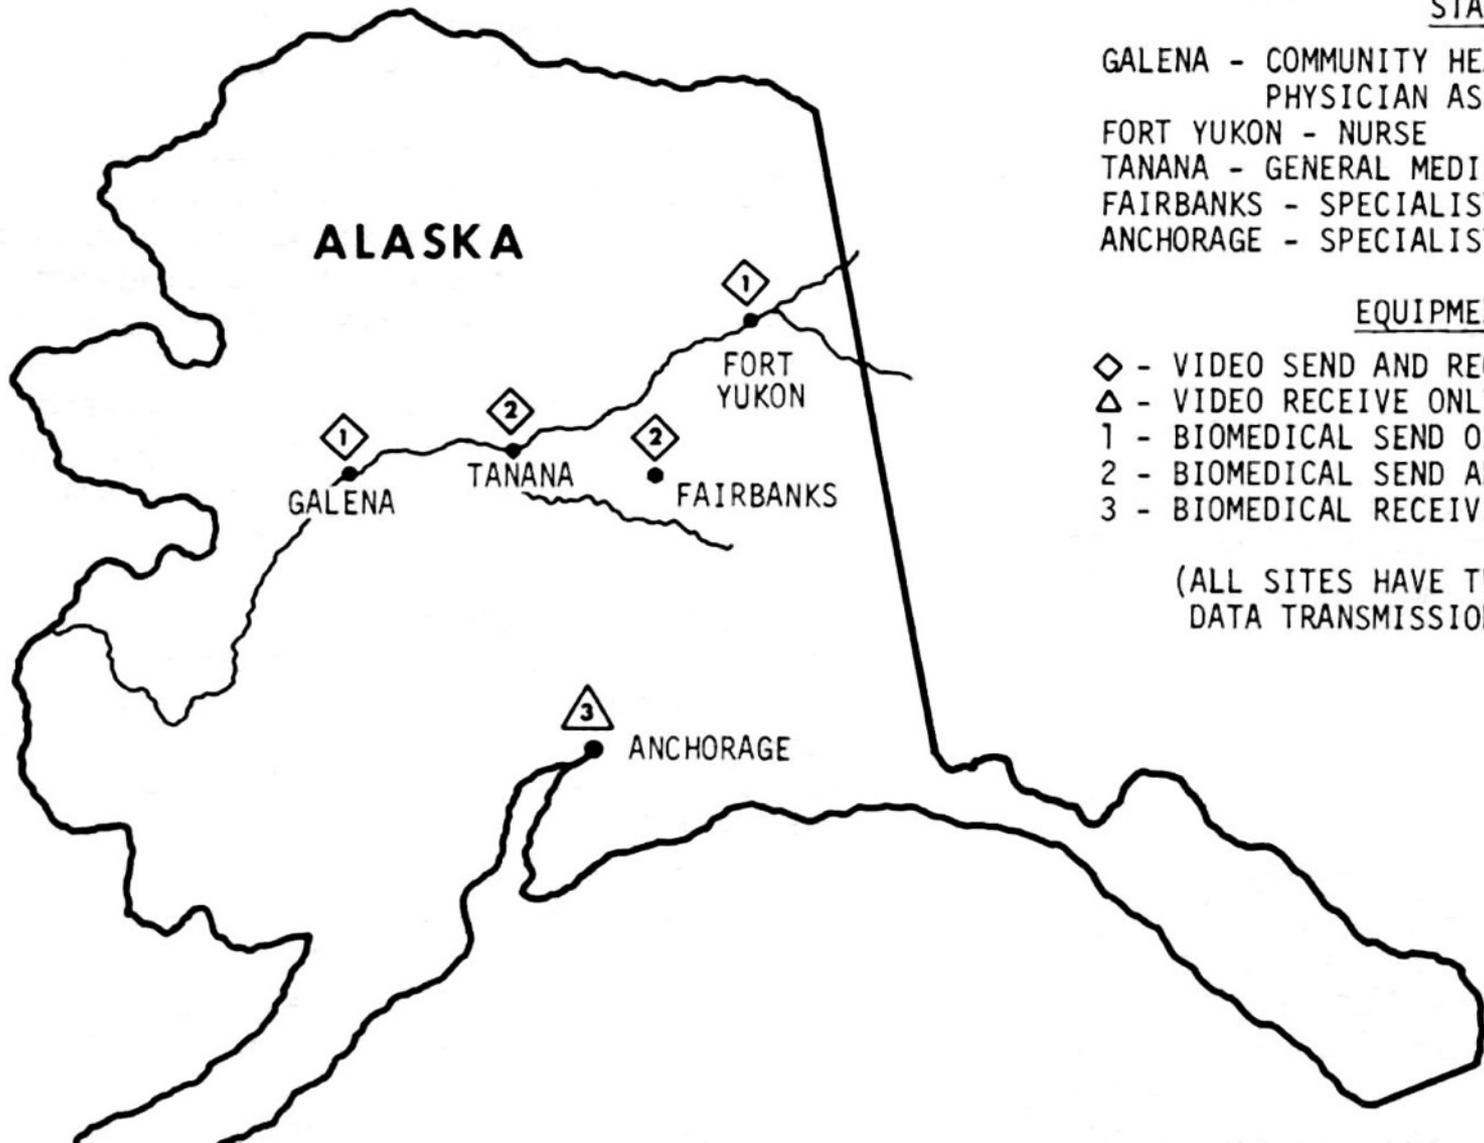 STA
GALENA - COMMUNITY HE
PHYSICIAN AS
FORT YUKON - NURSE
TANANA - GENERAL MEDI
FAIRBANKS - SPECIALIS
ANCHORAGE - SPECIALIS
EQUIPME
◇ - VIDEO SEND AND RE
△ - VIDEO RECEIVE ONL
1 - BIOMEDICAL SEND O
2 - BIOMEDICAL SEND A
3 - BIOMEDICAL RECEIV
(ALL SITES HAVE T
DATA TRANSMISSIO
ALASKA
1
FORT
YUKON
2
TANANA
1
GALENA
2
FAIRBANKS
3
ANCHORAGE